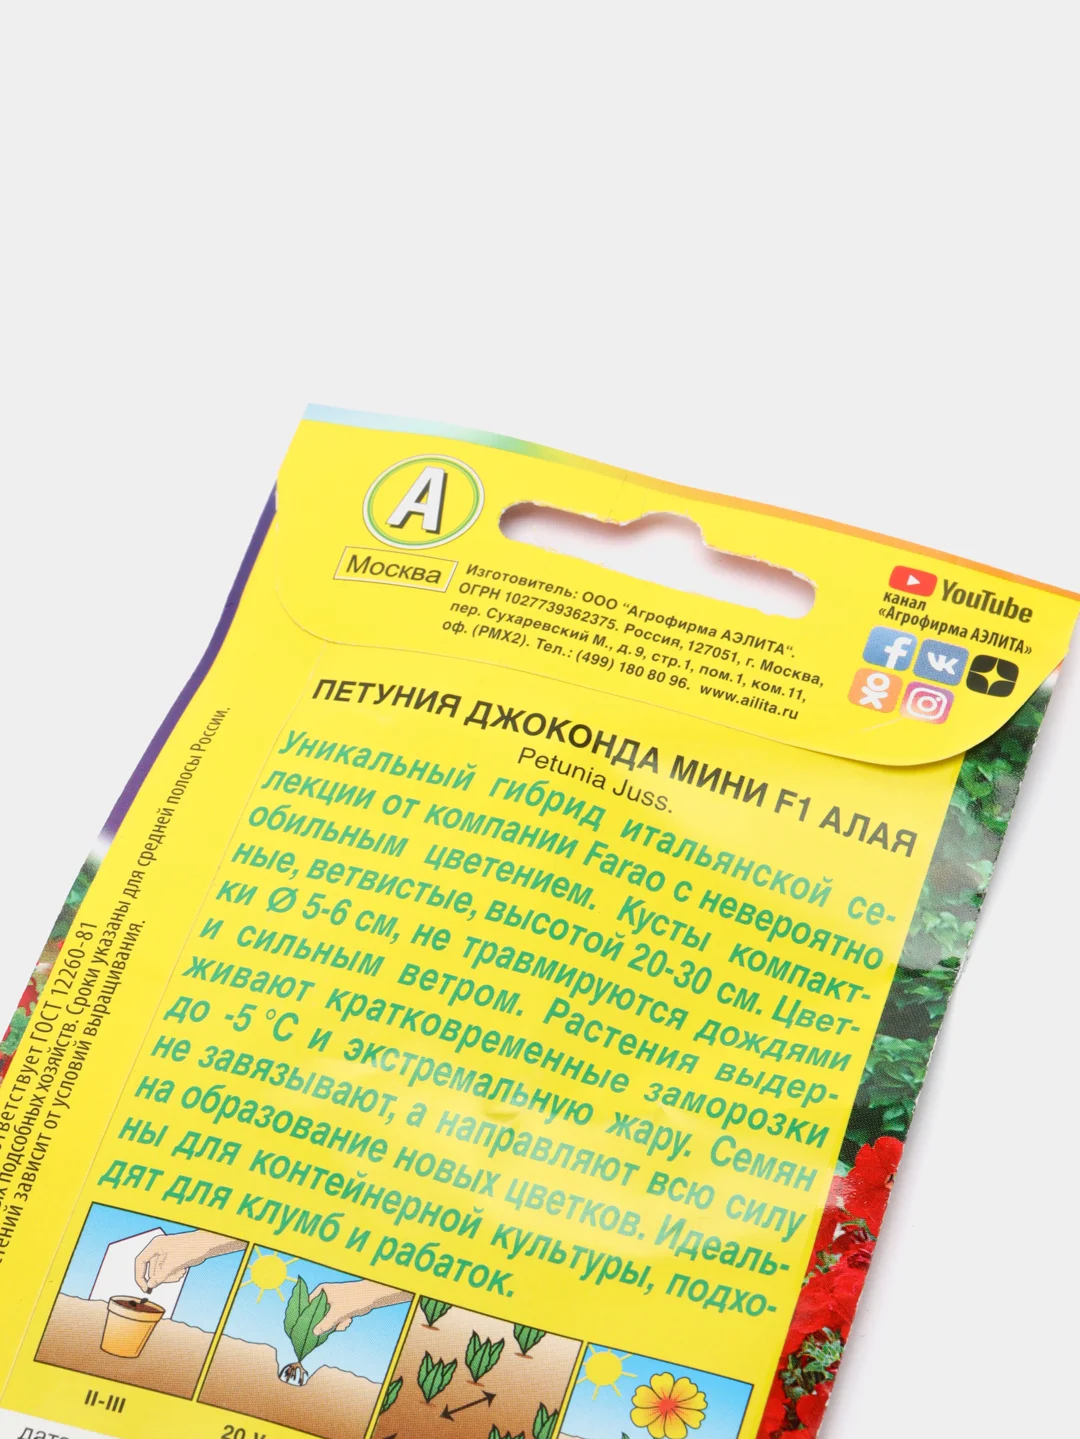 А
Москва
Изготовитель: ООО "Агрофирма АЭЛИТА".
ОГРН 1027739362375. Россия, 127051, г. Москва,
пер. Сухаревский М., д. 9, стр.1, пом.1, ком.11,
оф. (РМХ2). Тел.: (499) 180 80 96. www.ailita.ru
YouTube
канал
«Агрофирма АЭЛИТА»
ПЕТУНИЯ ДЖОКОНДА МИНИ F1 АЛАЯ
Petunia Juss.
Уникальный гибрид итальянской се-
лекции от компании Farao с невероятно
обильным цветением. Кусты компакт-
ные, ветвистые, высотой 20-30 см. Цвет-
ки Ø 5-6 см, не травмируются дождями
и сильным ветром. Растения выдер-
живают кратковременные заморозки
до -5 °С и экстремальную жару. Семян
не завязывают, а направляют всю силу
на образование новых цветков. Идеаль-
ны для контейнерной культуры, подхо-
дят для клумб и рабаток.
II-III
20 V
ГОСТ 12260-81
подсобных хозяйств. Сроки указаны для средней полосы России.
зависит от условий выращивания.